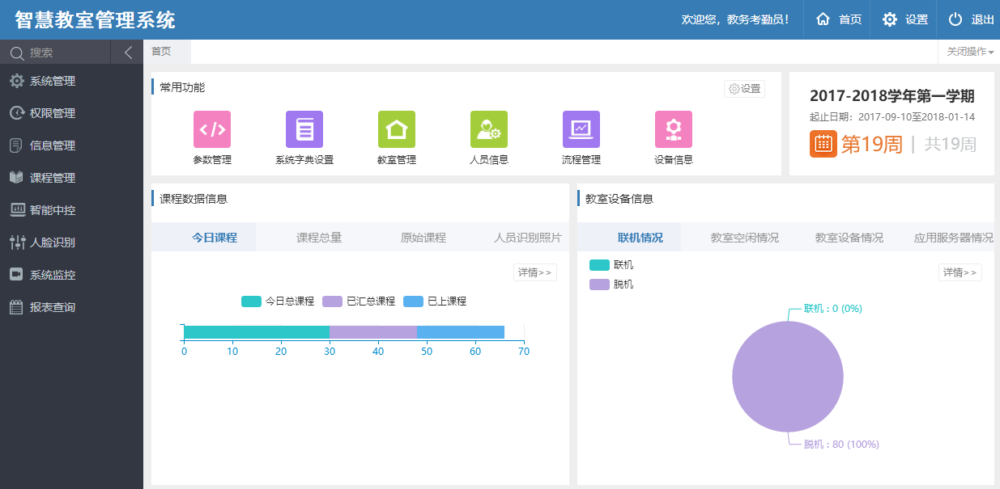 智慧教室管理系统
欢迎您，教务考勤员！
首页
设置
退出
搜索
首页
关闭操作
系统管理
权限管理
信息管理
课程管理
智能中控
人脸识别
系统监控
报表查询
常用功能
设置
参数管理
系统字典设置
教室管理
人员信息
流程管理
设备信息
2017-2018学年第一学期
起止日期：2017-09-10至2018-01-14
第19周 | 共19周
课程数据信息
今日课程
课程总量
原始课程
人员识别照片
详情>>
今日总课程
已汇总课程
已上课程
0 10 20 30 40 50 60 70
教室设备信息
联机情况
教室空闲情况
教室设备情况
应用服务器情况
联机
脱机
详情>>
联机 : 0 (0%)
脱机 : 80 (100%)